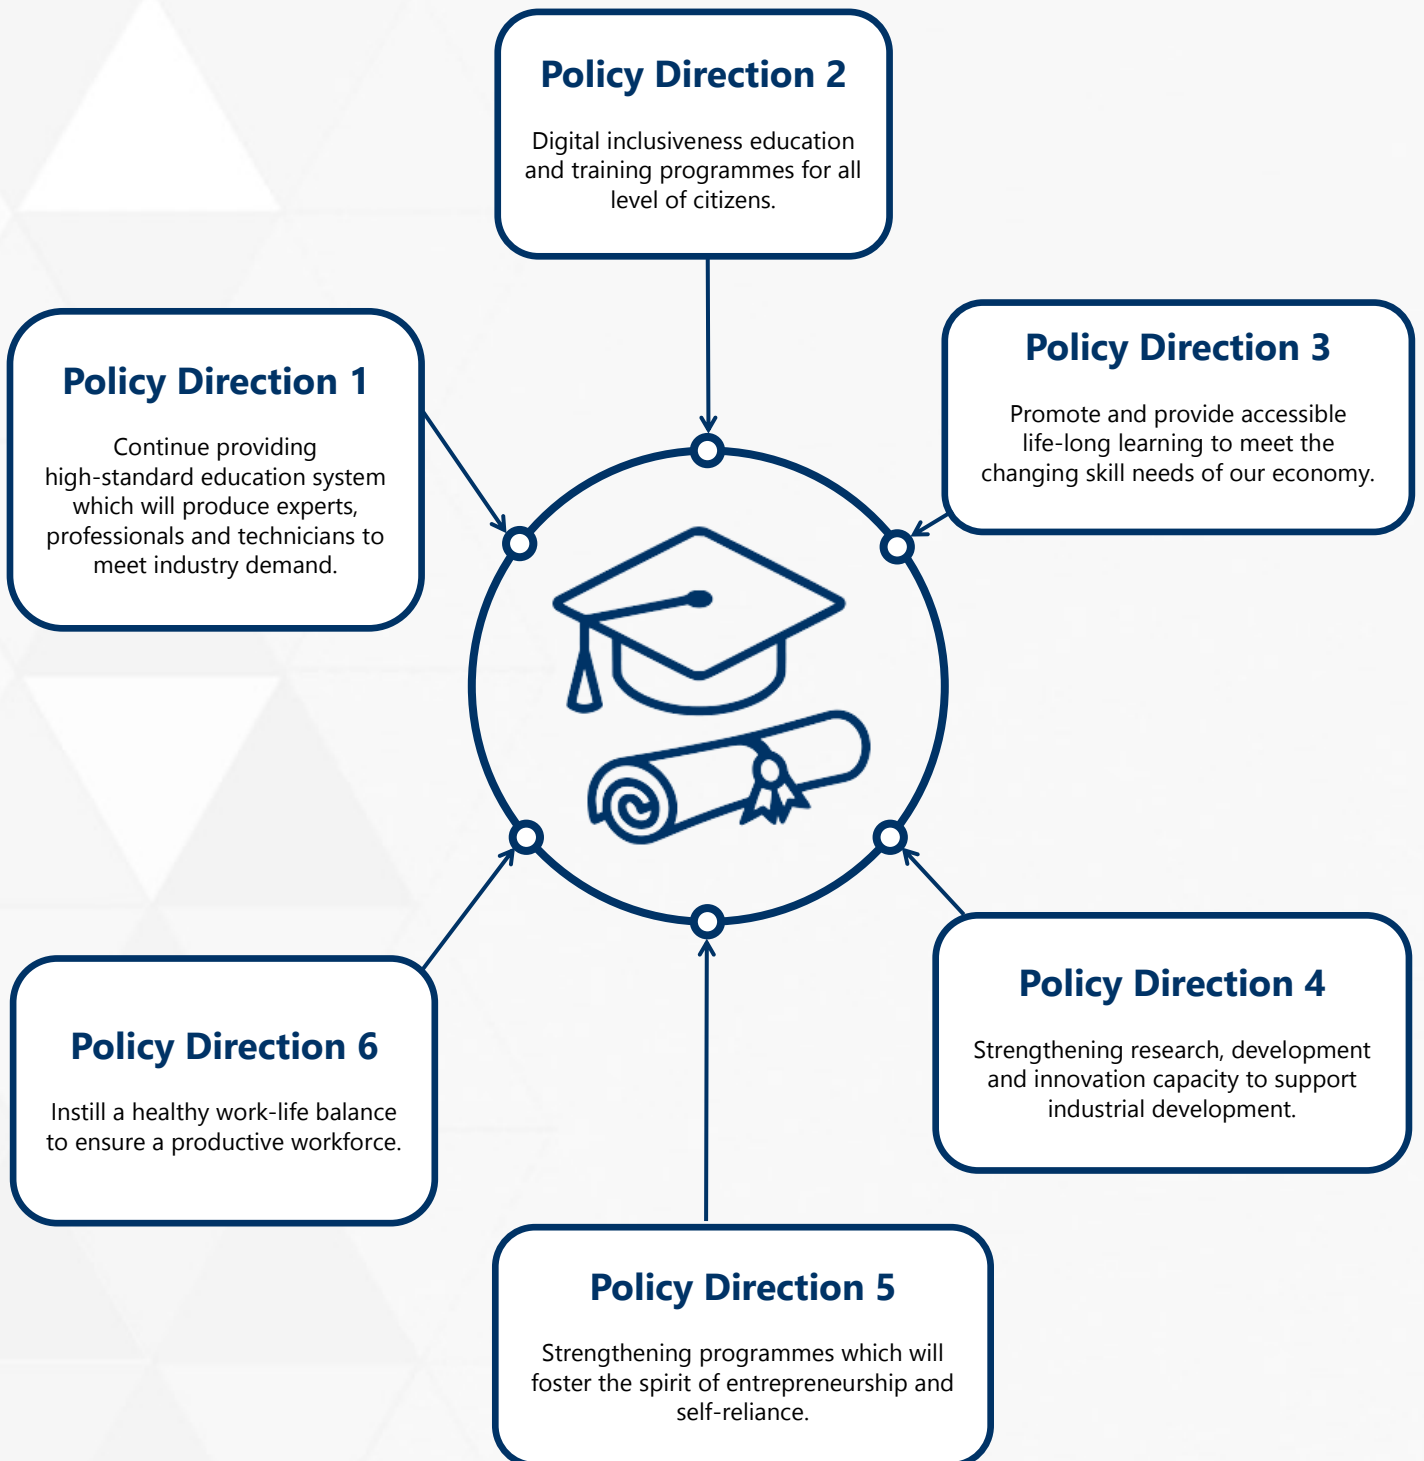 Policy Direction 2
Digital inclusiveness education
and training programmes for all
level of citizens.
Policy Direction 1
Continue providing
high-standard education system
which will produce experts,
professionals and technicians to
meet industry demand.
Policy Direction 3
Promote and provide accessible
life-long learning to meet the
changing skill needs of our economy.
Policy Direction 4
Strengthening research, development
and innovation capacity to support
industrial development.
Policy Direction 6
Instill a healthy work-life balance
to ensure a productive workforce.
Policy Direction 5
Strengthening programmes which will
foster the spirit of entrepreneurship and
self-reliance.